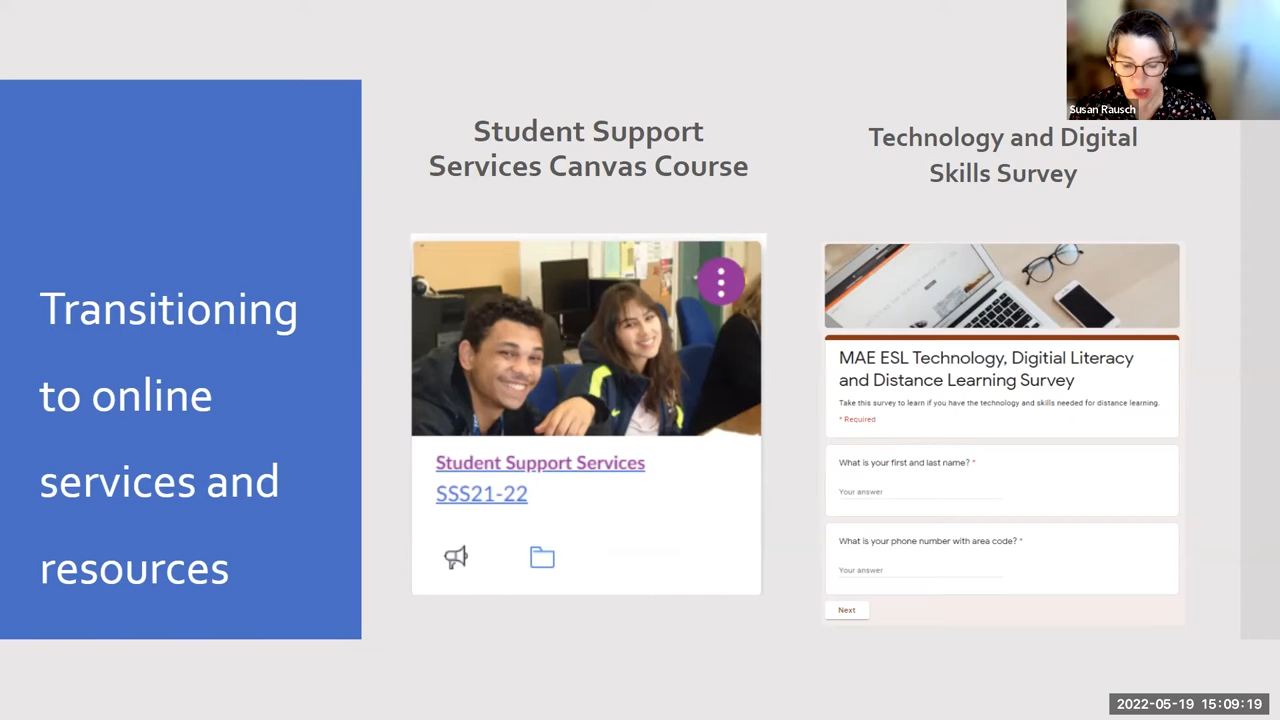 Susan Rausch
Transitioning
to online
services and
resources
Student Support
Services Canvas Course
Student Support Services
SSS21-22
Technology and Digital
Skills Survey
MAE ESL Technology, Digitial Literacy
and Distance Learning Survey
Take this survey to learn if you have the technology and skills needed for distance learning.
* Required
What is your first and last name? *
Your answer
What is your phone number with area code? *
Your answer
Next
2022-05-19 15:09:19